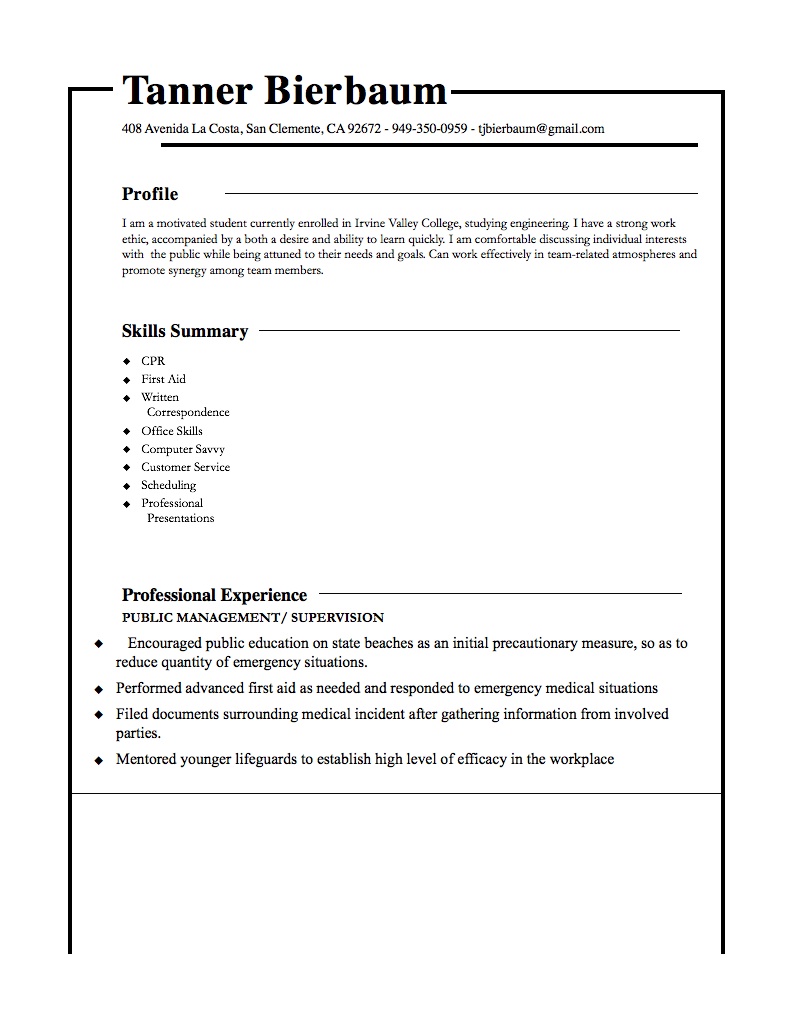 Tanner Bierbaum
408 Avenida La Costa, San Clemente, CA 92672 - 949-350-0959 - tjbierbaum@gmail.com
Profile
I am a motivated student currently enrolled in Irvine Valley College, studying engineering. I have a strong work
ethic, accompanied by a both a desire and ability to learn quickly. I am comfortable discussing individual interests
with the public while being attuned to their needs and goals. Can work effectively in team-related atmospheres and
promote synergy among team members.
Skills Summary
◆ CPR
◆ First Aid
◆ Written
Correspondence
◆ Office Skills
◆ Computer Savvy
◆ Customer Service
◆ Scheduling
◆ Professional
Presentations
Professional Experience
PUBLIC MANAGEMENT/ SUPERVISION
◆ Encouraged public education on state beaches as an initial precautionary measure, so as to
reduce quantity of emergency situations.
◆ Performed advanced first aid as needed and responded to emergency medical situations
◆ Filed documents surrounding medical incident after gathering information from involved
parties.
◆ Mentored younger lifeguards to establish high level of efficacy in the workplace